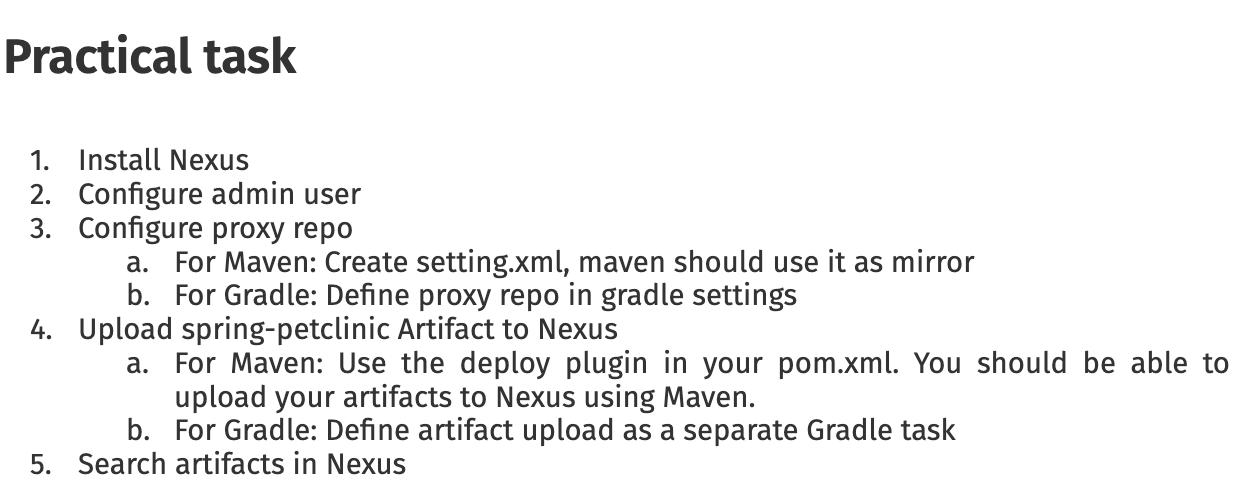 Practical task
1. Install Nexus
2. Configure admin user
3. Configure proxy repo
a. For Maven: Create setting.xml, maven should use it as mirror
b. For Gradle: Define proxy repo in gradle settings
4. Upload spring-petclinic Artifact to Nexus
a. For Maven: Use the deploy plugin in your pom.xml. You should be able to
upload your artifacts to Nexus using Maven.
b. For Gradle: Define artifact upload as a separate Gradle task
5. Search artifacts in Nexus